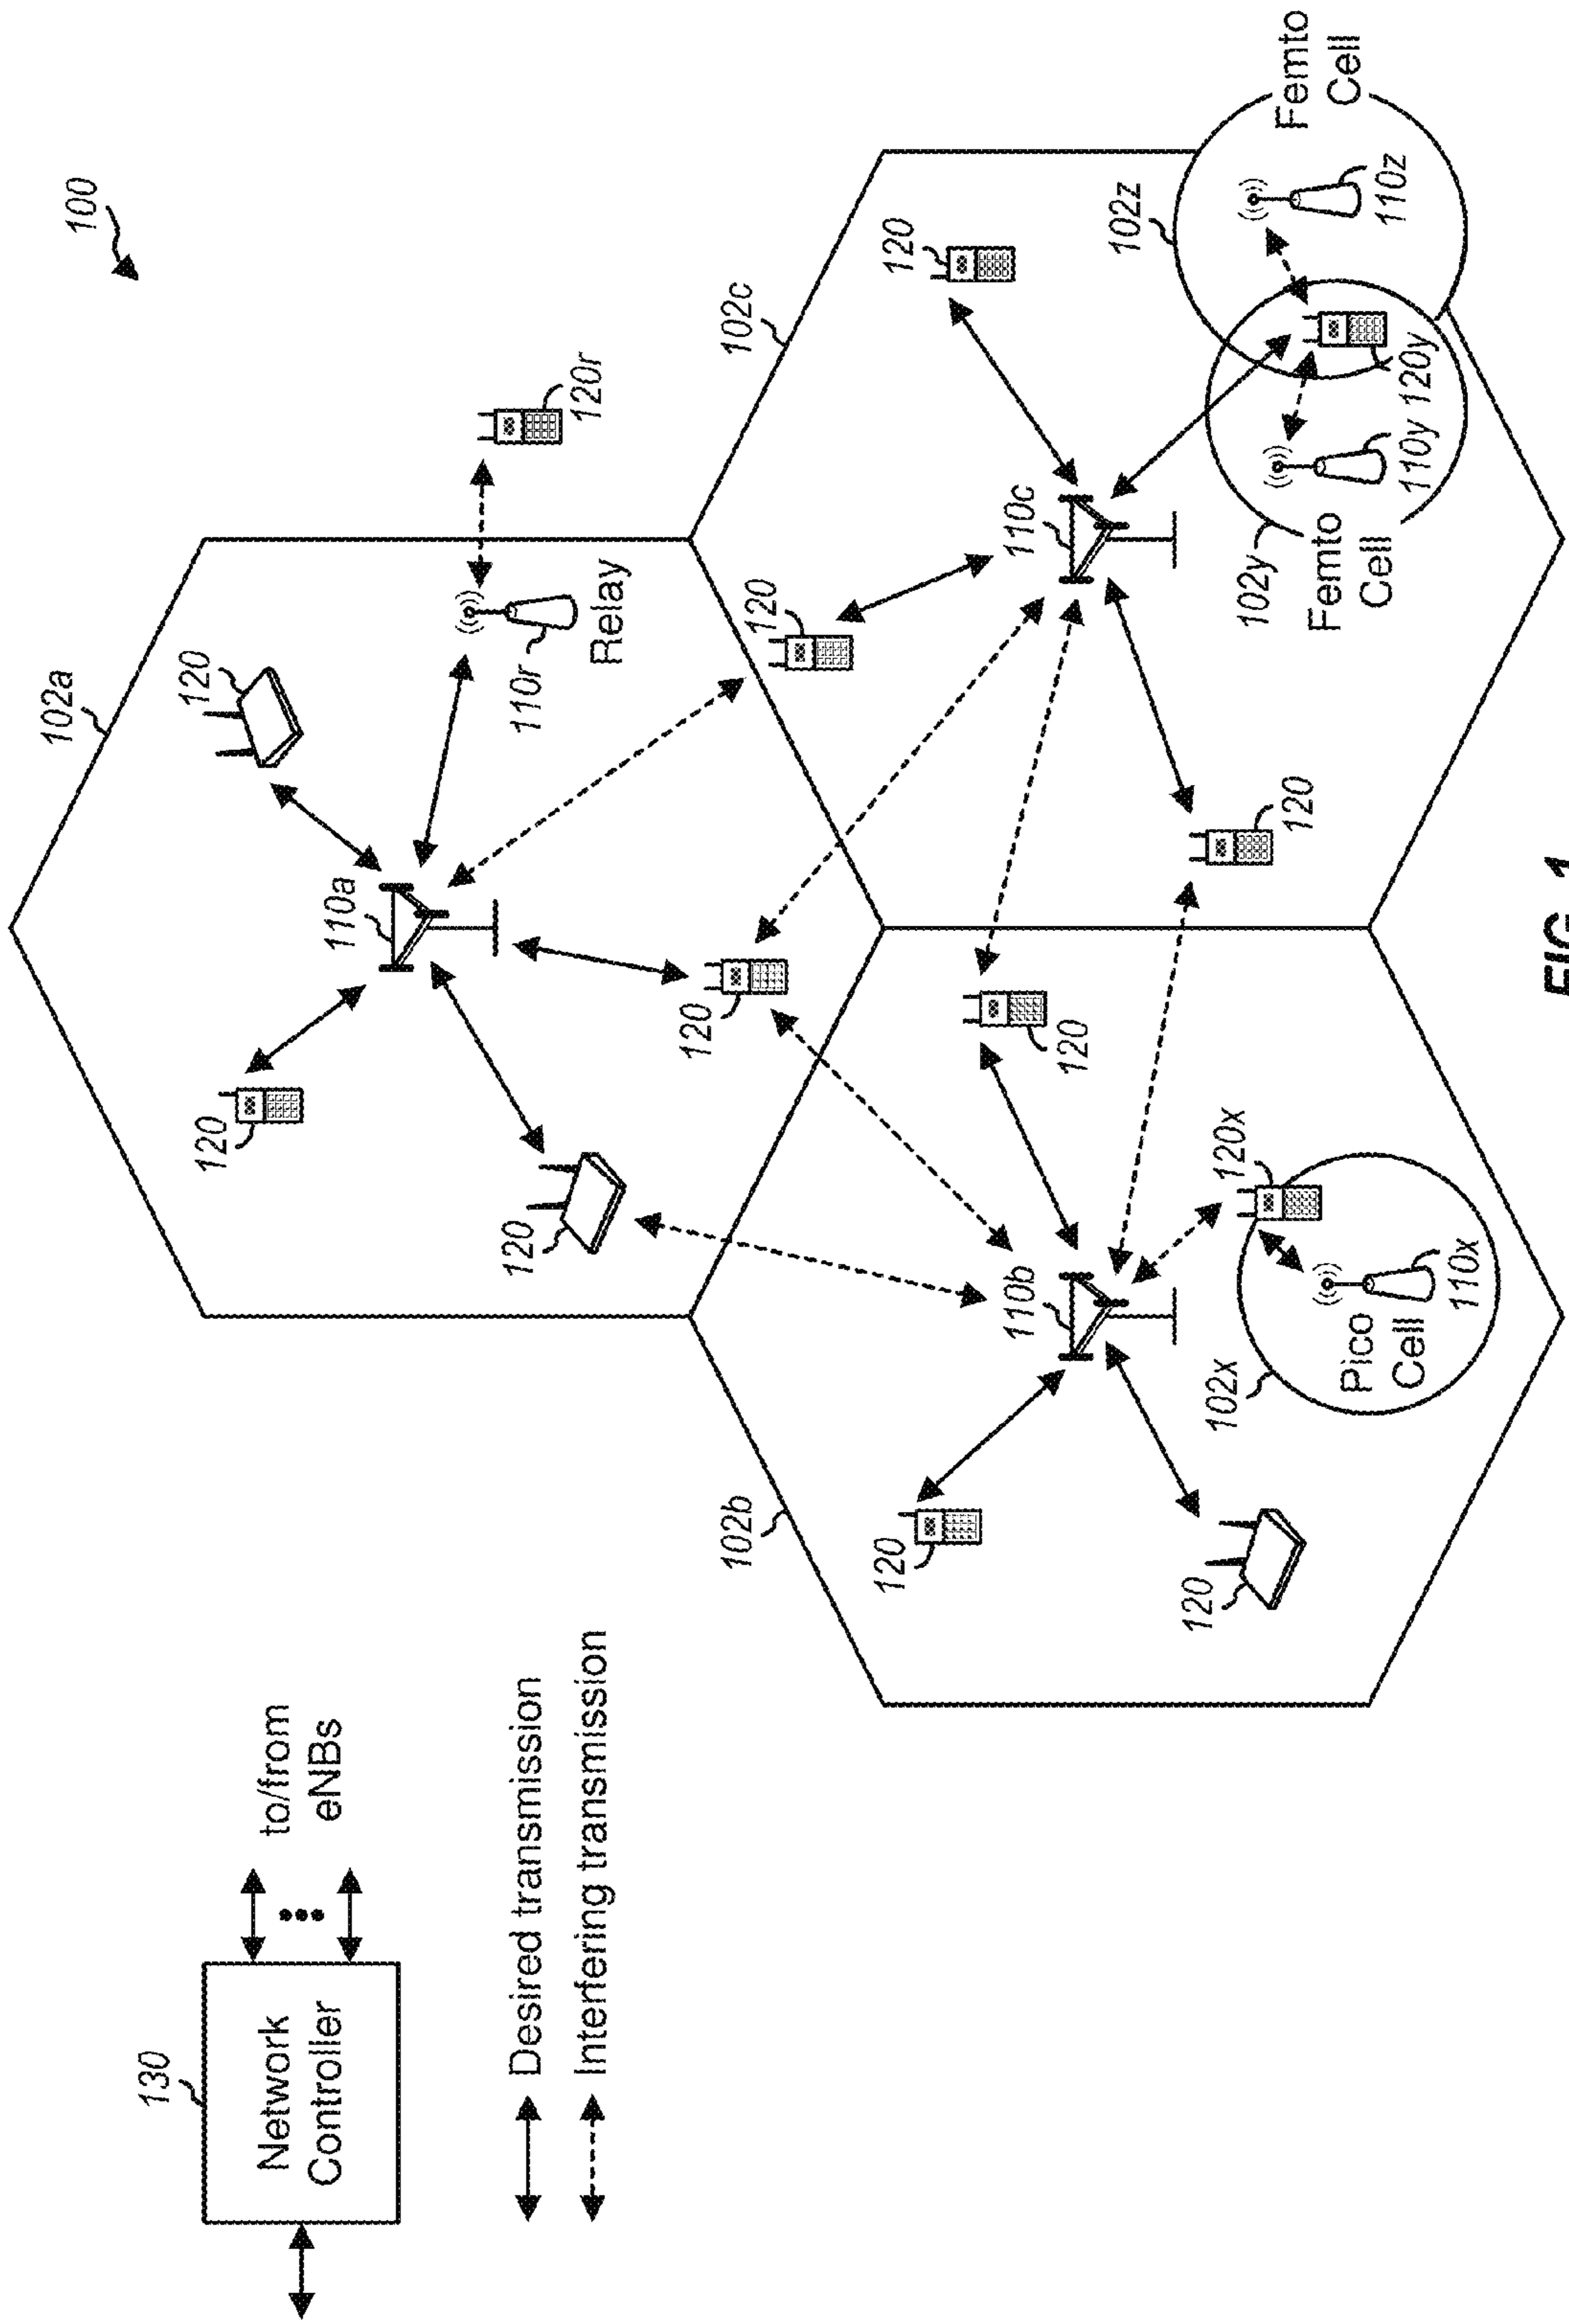 100
130
Network
Controller
to/from
eNBs
Desired transmission
Interfering transmission
102a
120
120
110a
120
120
120
110r
Relay
120r
120
102b
120
110b
120
120
120x
102x
Pico
Cell
110x
102c
120
110c
120
102z
Femto
Cell
110z
102y
Femto
Cell
110y
120y
FIG. 1